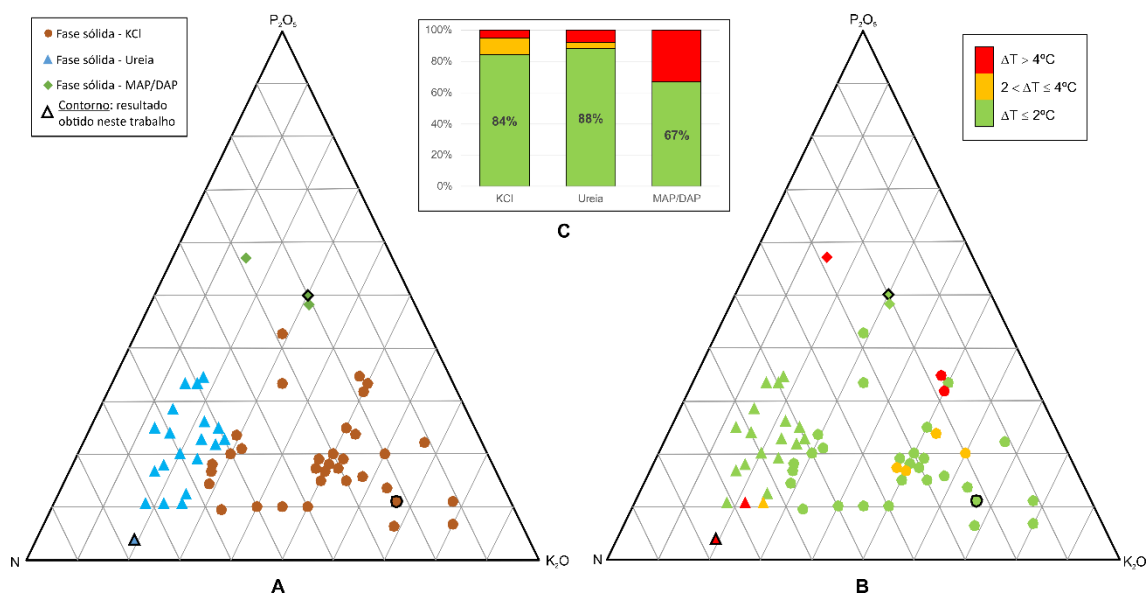 P₂O₅
Fase sólida - KCl
Fase sólida - Ureia
Fase sólida - MAP/DAP
Contorno: resultado
obtido neste trabalho
N
K₂O
A
100%
80%
60%
40%
20%
0%
84%
88%
67%
KCl
Ureia
MAP/DAP
C
P₂O₅
ΔT > 4ºC
2 < ΔT ≤ 4ºC
ΔT ≤ 2ºC
N
K₂O
B